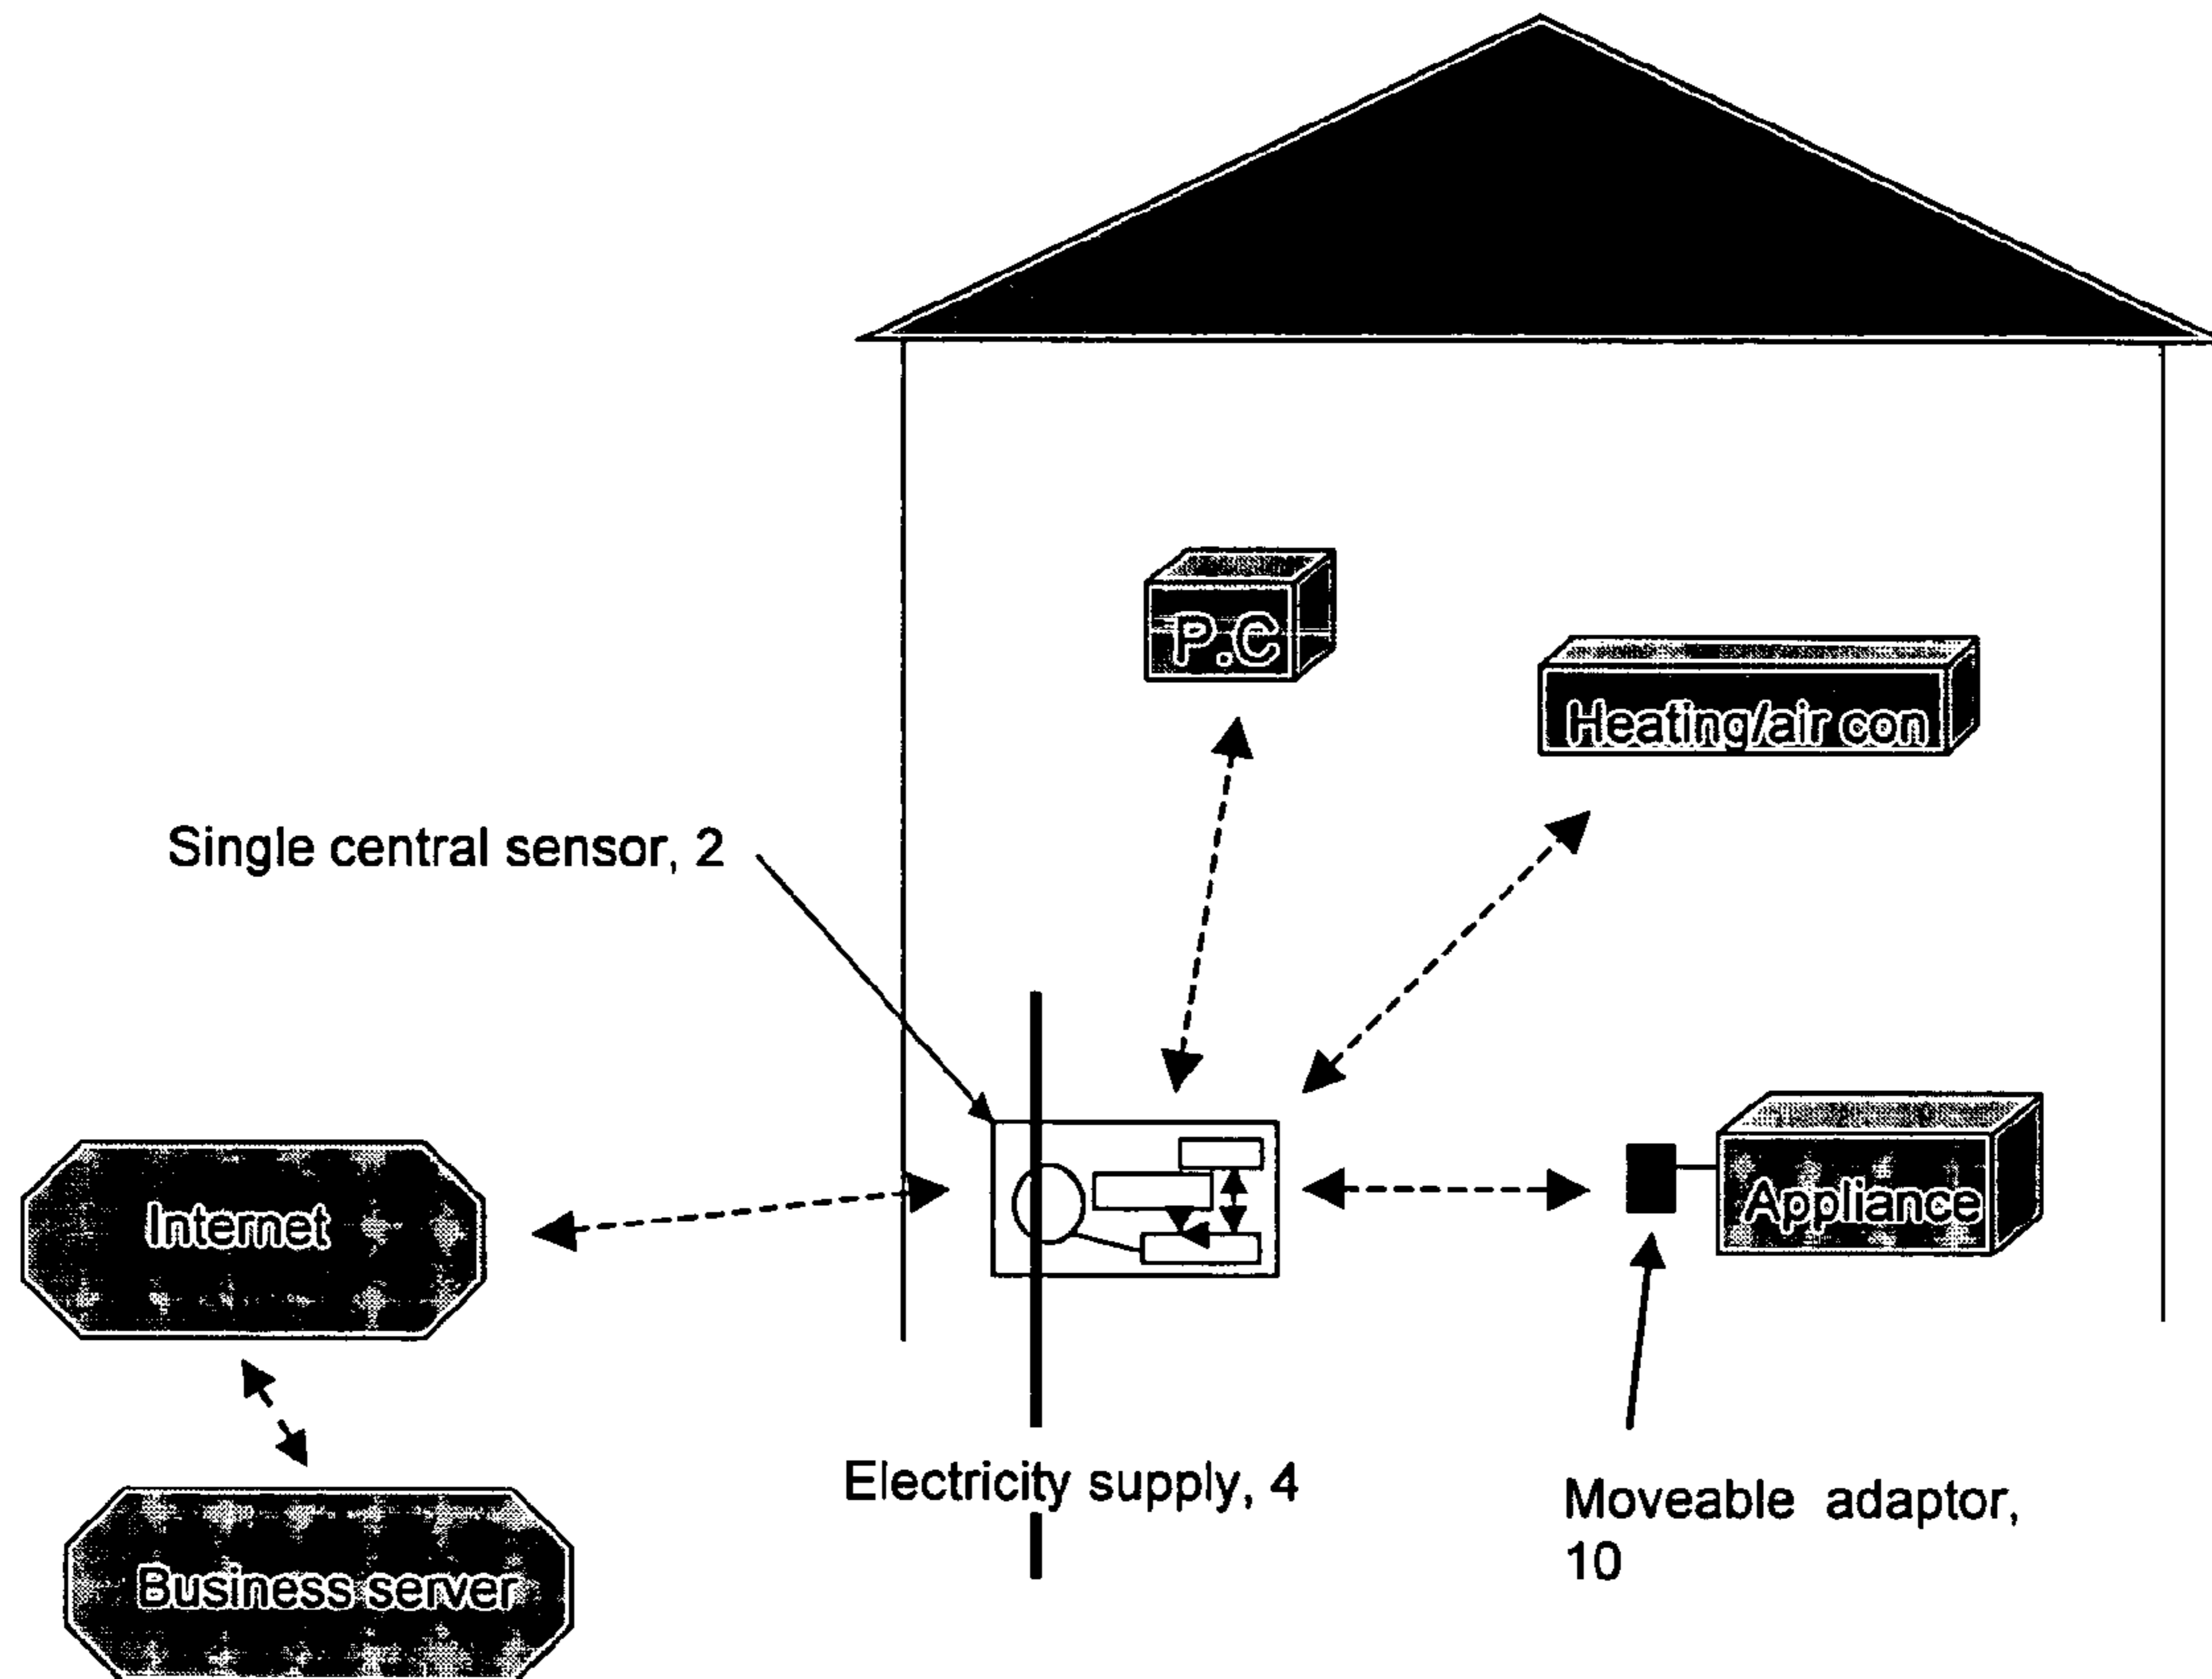 P.C
Heating/air con
Single central sensor, 2
Internet
Appliance
Electricity supply, 4
Moveable adaptor,
10
Business server